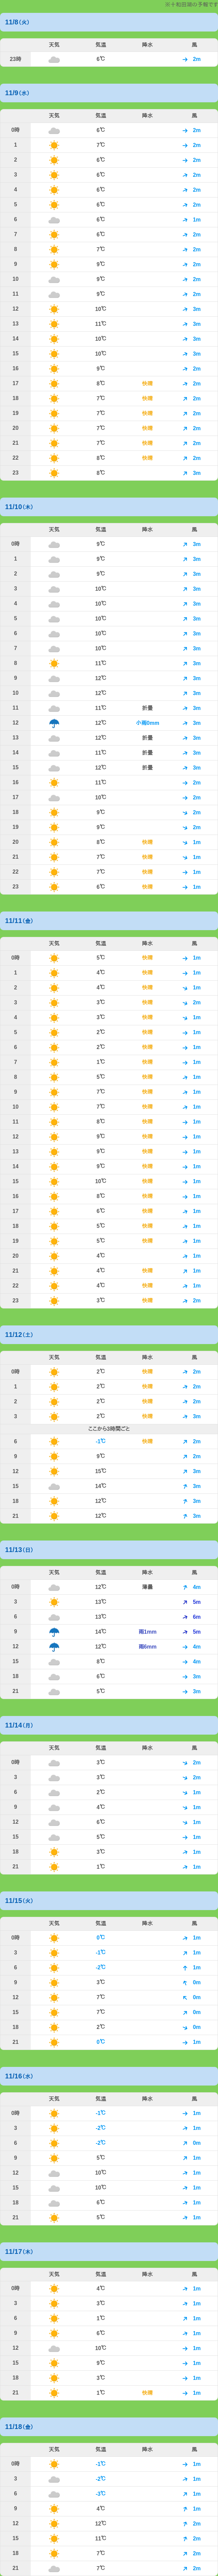 11/8(火)
天気 気温 降水 風
23時 6℃ 2m
11/9(水)
天気 気温 降水 風
0時 6℃ 2m
1 7℃ 2m
2 6℃ 2m
3 6℃ 2m
4 6℃ 2m
5 6℃ 2m
6 6℃ 1m
7 6℃ 2m
8 7℃ 2m
9 9℃ 2m
10 9℃ 2m
11 9℃ 2m
12 10℃ 3m
13 11℃ 3m
14 10℃ 3m
15 10℃ 3m
16 9℃ 2m
17 8℃ 快晴 2m
18 7℃ 快晴 2m
19 7℃ 快晴 2m
20 7℃ 快晴 2m
21 7℃ 快晴 2m
22 8℃ 快晴 2m
23 8℃ 3m
11/10(木)
天気 気温 降水 風
0時 9℃ 3m
1 9℃ 3m
2 9℃ 3m
3 10℃ 3m
4 10℃ 3m
5 10℃ 3m
6 10℃ 3m
7 10℃ 3m
8 11℃ 3m
9 12℃ 3m
10 12℃ 3m
11 11℃ 折畳 3m
12 12℃ 小雨0mm 3m
13 12℃ 折畳 3m
14 11℃ 折畳 3m
15 12℃ 折畳 3m
16 11℃ 2m
17 10℃ 2m
18 9℃ 2m
19 9℃ 2m
20 8℃ 快晴 1m
21 7℃ 快晴 1m
22 7℃ 快晴 1m
23 6℃ 快晴 1m
11/11(金)
天気 気温 降水 風
0時 5℃ 快晴 1m
1 4℃ 快晴 1m
2 4℃ 快晴 1m
3 3℃ 快晴 2m
4 3℃ 快晴 1m
5 2℃ 快晴 1m
6 2℃ 快晴 1m
7 1℃ 快晴 1m
8 5℃ 快晴 1m
9 7℃ 快晴 1m
10 7℃ 快晴 1m
11 8℃ 快晴 1m
12 9℃ 快晴 1m
13 9℃ 快晴 1m
14 9℃ 快晴 1m
15 10℃ 快晴 1m
16 8℃ 快晴 1m
17 6℃ 快晴 1m
18 5℃ 快晴 1m
19 5℃ 快晴 1m
20 4℃ 1m
21 4℃ 快晴 1m
22 4℃ 快晴 1m
23 3℃ 快晴 2m
11/12(土)
天気 気温 降水 風
0時 2℃ 快晴 2m
1 2℃ 快晴 2m
2 2℃ 快晴 2m
3 2℃ 快晴 3m
ここから3時間ごと
6 -1℃ 快晴 2m
9 9℃ 2m
12 15℃ 3m
15 14℃ 3m
18 12℃ 3m
21 12℃ 3m
11/13(日)
天気 気温 降水 風
0時 12℃ 薄曇 4m
3 13℃ 5m
6 13℃ 6m
9 14℃ 雨1mm 5m
12 12℃ 雨6mm 4m
15 8℃ 4m
18 6℃ 3m
21 5℃ 3m
11/14(月)
天気 気温 降水 風
0時 3℃ 2m
3 3℃ 2m
6 2℃ 1m
9 4℃ 1m
12 6℃ 1m
15 5℃ 1m
18 3℃ 1m
21 1℃ 1m
11/15(火)
天気 気温 降水 風
0時 0℃ 1m
3 -1℃ 1m
6 -2℃ 1m
9 3℃ 0m
12 7℃ 0m
15 7℃ 0m
18 2℃ 0m
21 0℃ 1m
11/16(水)
天気 気温 降水 風
0時 -1℃ 1m
3 -2℃ 1m
6 -2℃ 0m
9 5℃ 1m
12 10℃ 1m
15 10℃ 1m
18 6℃ 1m
21 5℃ 1m
11/17(木)
天気 気温 降水 風
0時 4℃ 1m
3 3℃ 1m
6 1℃ 1m
9 6℃ 1m
12 10℃ 1m
15 9℃ 1m
18 3℃ 1m
21 1℃ 快晴 1m
11/18(金)
天気 気温 降水 風
0時 -1℃ 1m
3 -2℃ 1m
6 -3℃ 1m
9 4℃ 1m
12 12℃ 2m
15 11℃ 2m
18 7℃ 2m
21 7℃ 2m